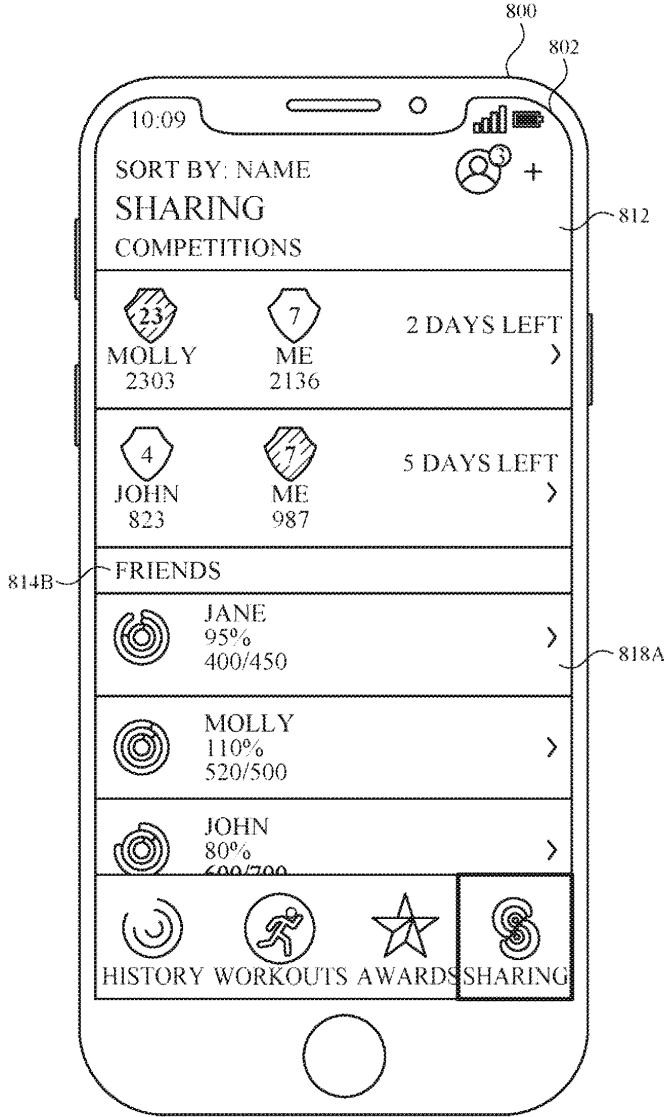 800
802
10:09
3
SORT BY: NAME
+
SHARING
812
COMPETITIONS
23
7
2 DAYS LEFT
MOLLY
ME
2303
2136
4
7
5 DAYS LEFT
JOHN
ME
823
987
814B
FRIENDS
JANE
95%
400/450
818A
MOLLY
110%
520/500
JOHN
80%
600/700
HISTORY WORKOUTS AWARDS SHARING